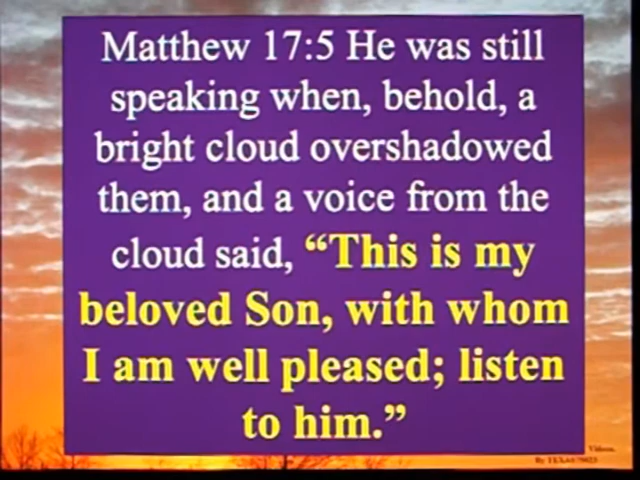 Matthew 17:5 He was still
speaking when, behold, a
bright cloud overshadowed
them, and a voice from the
cloud said, “This is my
beloved Son, with whom
I am well pleased; listen
to him.”